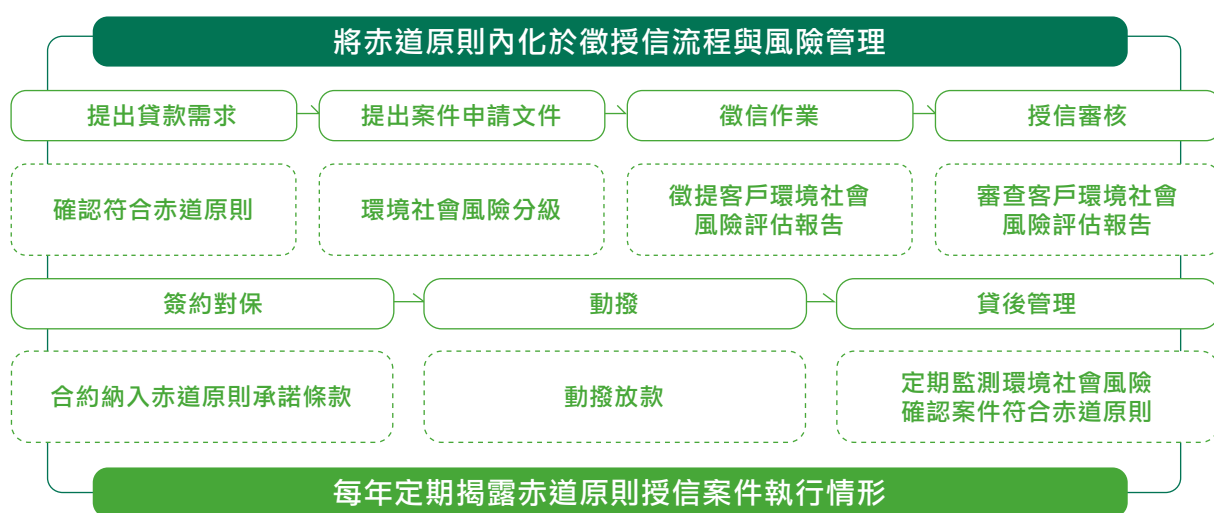 將赤道原則內化於徵授信流程與風險管理
提出貸款需求
提出案件申請文件
徵信作業
授信審核
確認符合赤道原則
環境社會風險分級
徵提客戶環境社會
風險評估報告
審查客戶環境社會
風險評估報告
簽約對保
動撥
貸後管理
合約納入赤道原則承諾條款
動撥放款
定期監測環境社會風險
確認案件符合赤道原則
每年定期揭露赤道原則授信案件執行情形